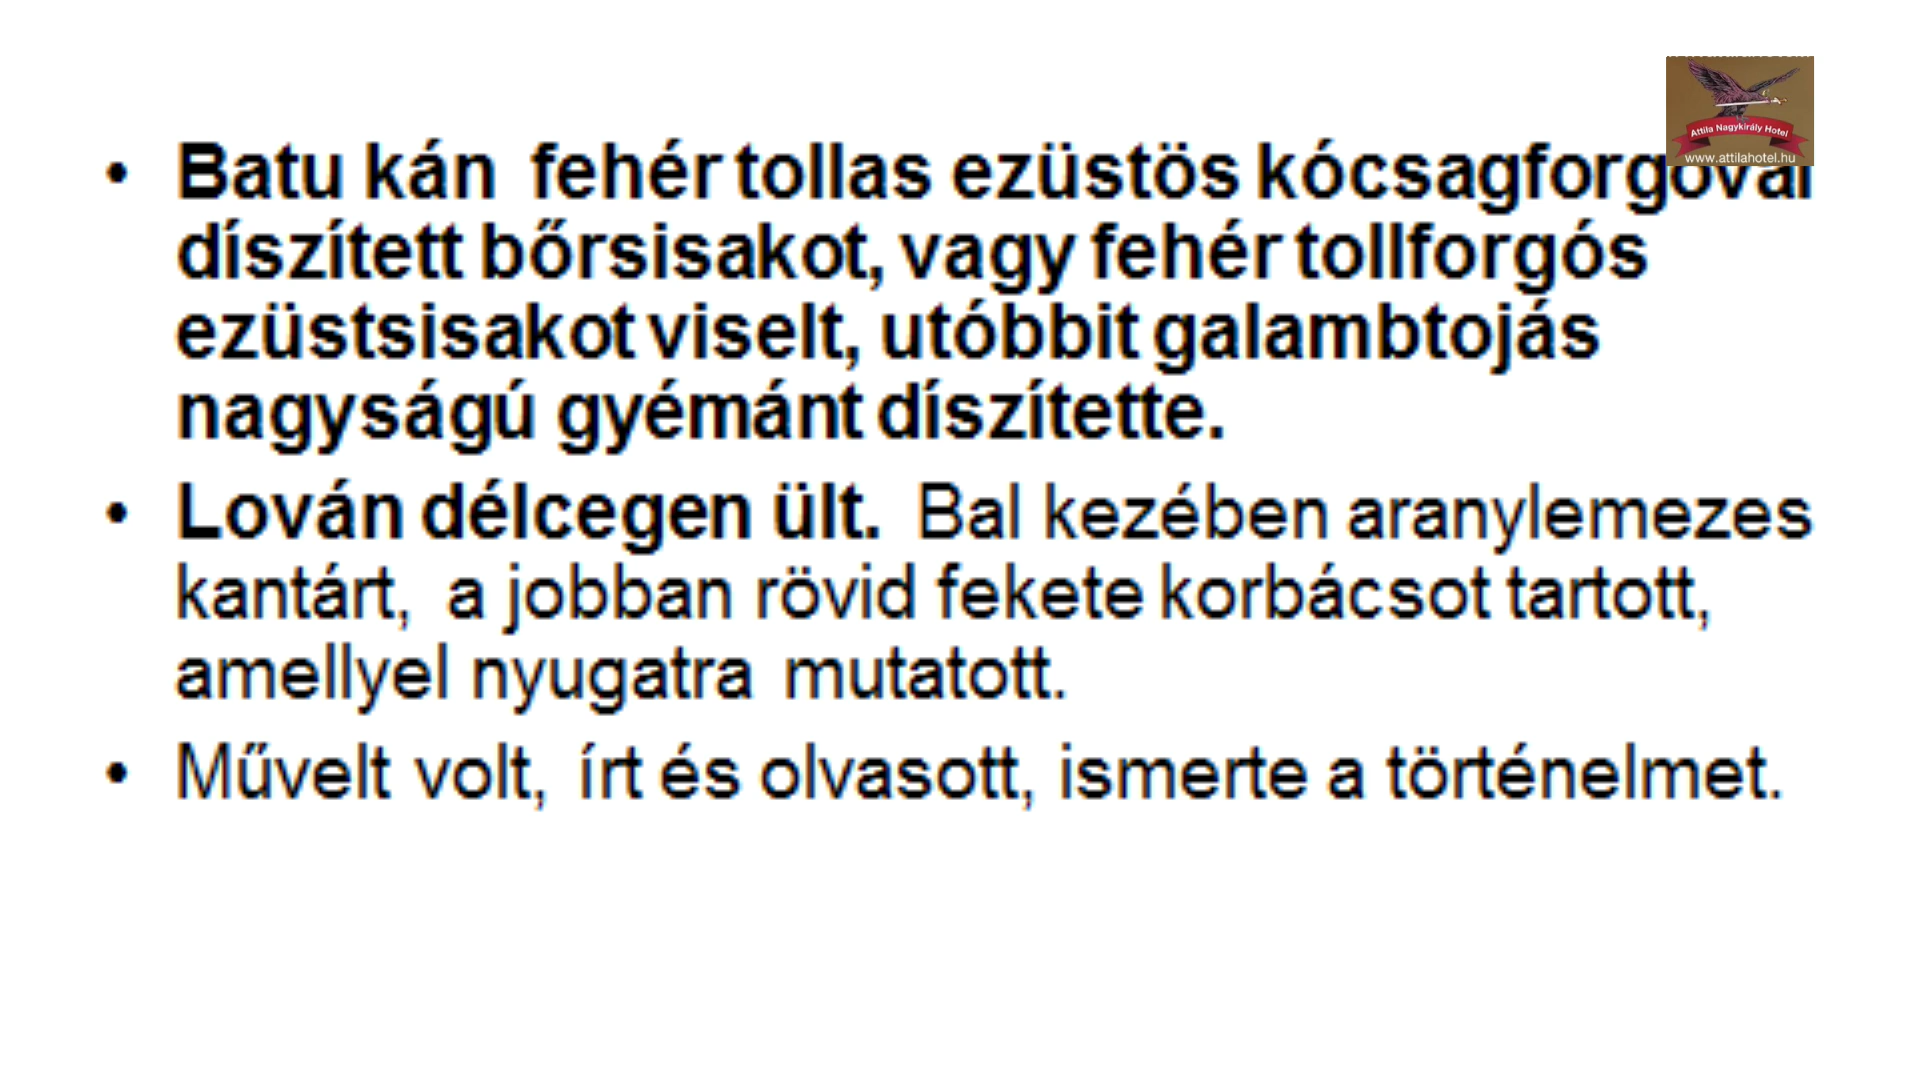 Attila Nagykirály Hotel
www.attilahotel.hu
• Batu kán fehér tollas ezüstös kócsagforgóval
díszített bőrsisakot, vagy fehér tollforgós
ezüstsisakot viselt, utóbbit galambtojás
nagyságú gyémánt díszítette.
• Lován délcegen ült. Bal kezében aranylemezes
kantárt, a jobban rövid fekete korbácsot tartott,
amellyel nyugatra mutatott.
• Művelt volt, írt és olvasott, ismerte a történelmet.